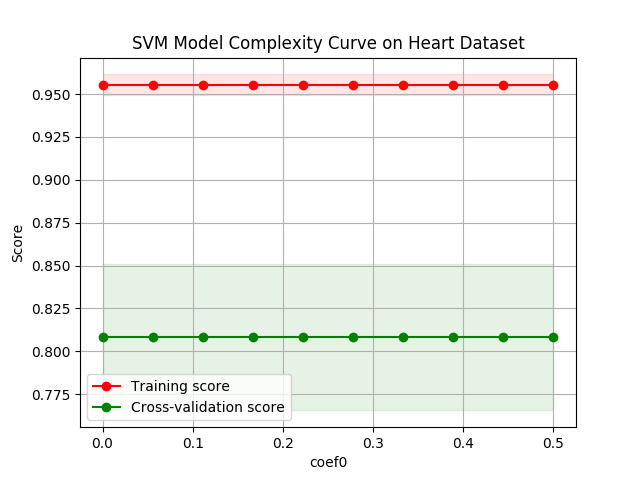 SVM Model Complexity Curve on Heart Dataset
0.950
0.925
0.900
0.875
0.850
0.825
0.800
0.775
Score
Training score
Cross-validation score
0.0 0.1 0.2 0.3 0.4 0.5
coef0